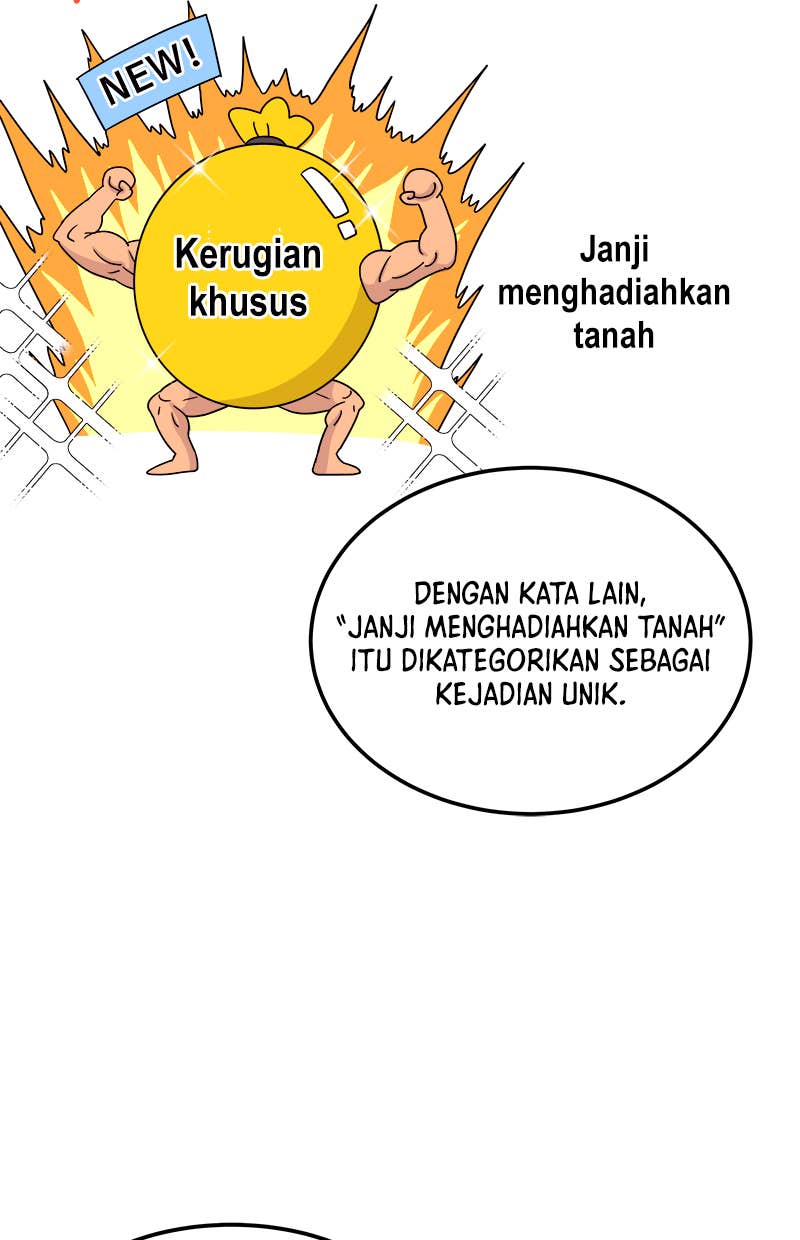 NEW!
Kerugian
khusus
Janji
menghadiahkan
tanah
DENGAN KATA LAIN,
"JANJI MENGHADIAHKAN TANAH"
ITU DIKATEGORIKAN SEBAGAI
KEJADIAN UNIK.